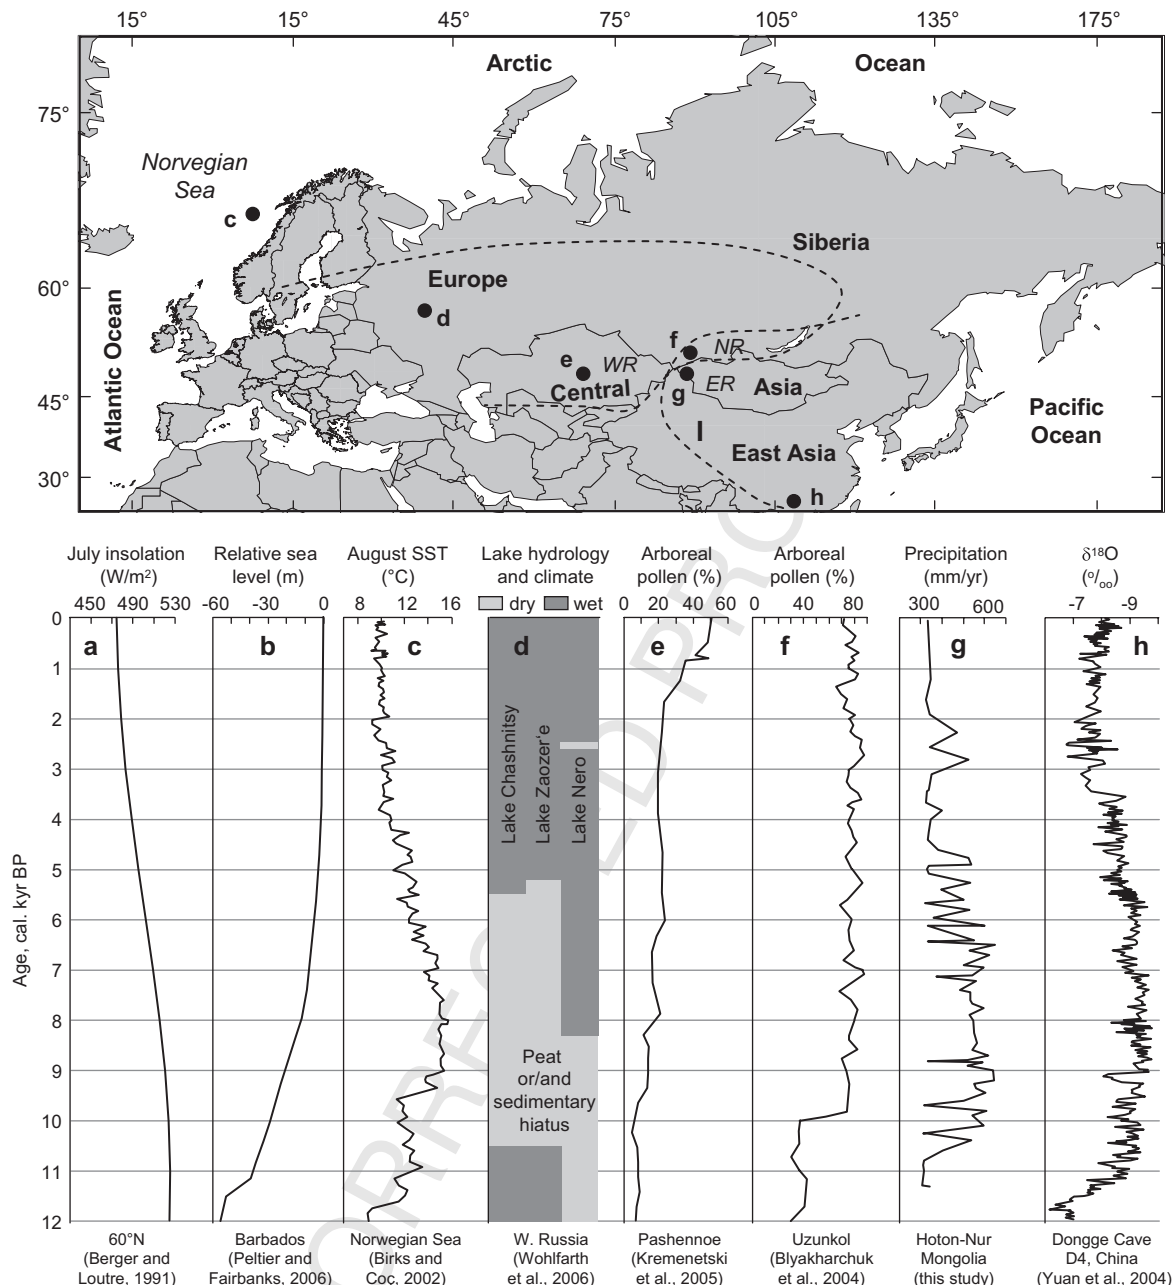 15° 15° 45° 75° 105° 135° 175°
Arctic Ocean
75°
Norwegian
Sea
c
Siberia
Europe
60°
d
Atlantic Ocean
f NR
e WR
Central
g ER Asia
45°
Pacific
Ocean
I
East Asia
30°
h
July insolation
(W/m²)
450 490 530
Relative sea
level (m)
-60 -30 0
August SST
(°C)
8 12 16
Lake hydrology
and climate
dry wet
Arboreal
pollen (%)
0 20 40 60
Arboreal
pollen (%)
0 40 80
Precipitation
(mm/yr)
300 600
δ¹⁸O
(°/₀₀)
-7 -9
a b c d e f g h
Age, cal. kyr BP
0
1
2
3
4
5
6
7
8
9
10
11
12
Lake Chashnitsy
Lake Zaozer'e
Lake Nero
Peat
or/and
sedimentary
hiatus
60°N
(Berger and
Loutre, 1991)
Barbados
(Peltier and
Fairbanks, 2006)
Norwegian Sea
(Birks and
Coç, 2002)
W. Russia
(Wohlfarth
et al., 2006)
Pashennoe
(Kremenetski
et al., 2005)
Uzunkol
(Blyakharchuk
et al., 2004)
Hoton-Nur
Mongolia
(this study)
Dongge Cave
D4, China
(Yuan et al., 2004)